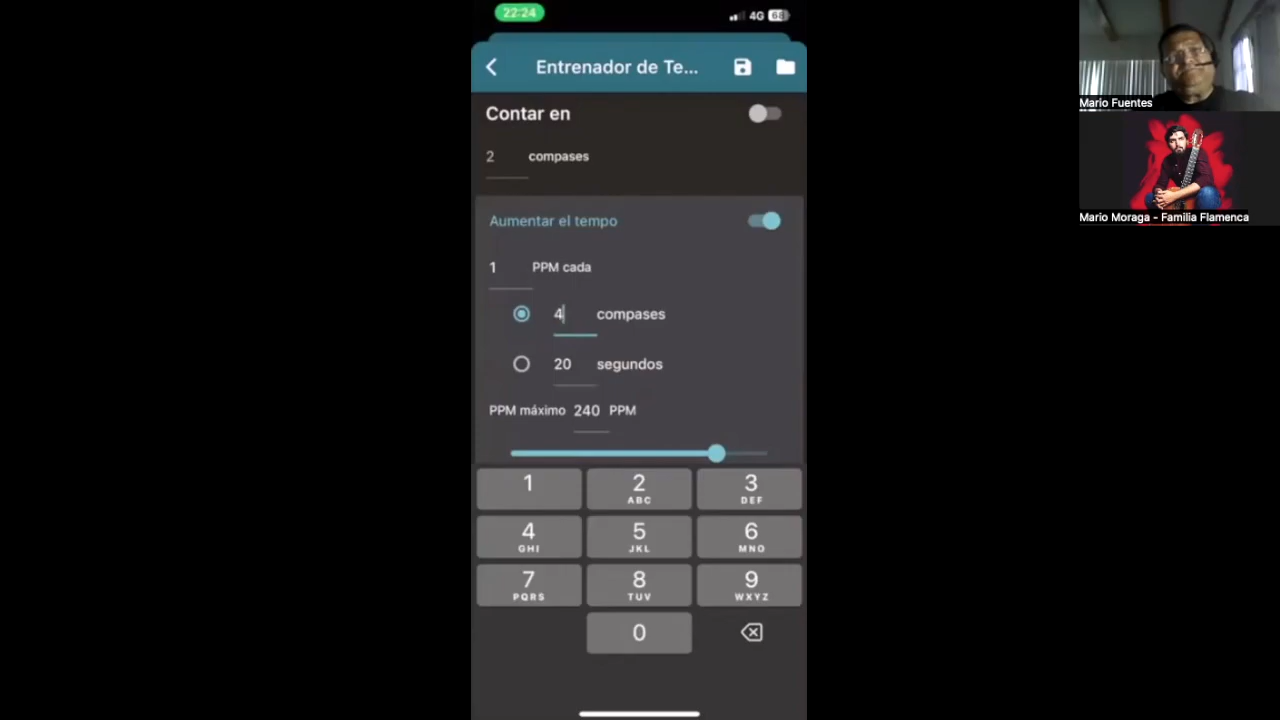 22:24
4G 68
Entrenador de Te...
Contar en
2 compases
Aumentar el tempo
1 PPM cada
4 compases
20 segundos
PPM máximo 240 PPM
1
2 ABC
3 DEF
4 GHI
5 JKL
6 MNO
7 PQRS
8 TUV
9 WXYZ
0
Mario Fuentes
Mario Moraga - Familia Flamenca